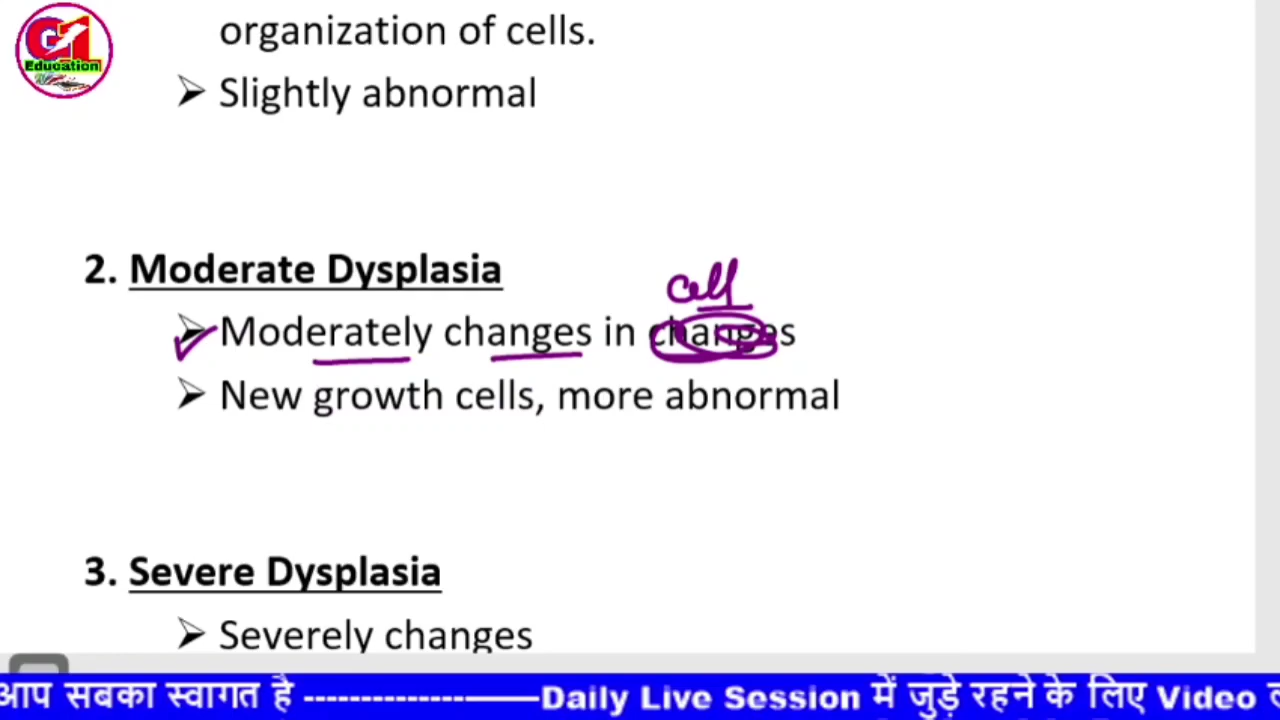 G1
Education
organization of cells.
➤ Slightly abnormal
2. Moderate Dysplasia
cell
➤ Moderately changes in changes
➤ New growth cells, more abnormal
3. Severe Dysplasia
➤ Severely changes
आप सबका स्वागत है ---------------——Daily Live Session में जुड़े रहने के लिए Video